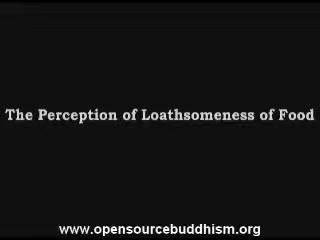 The Perception of Loathsomeness of Food
www.opensourcebuddhism.org